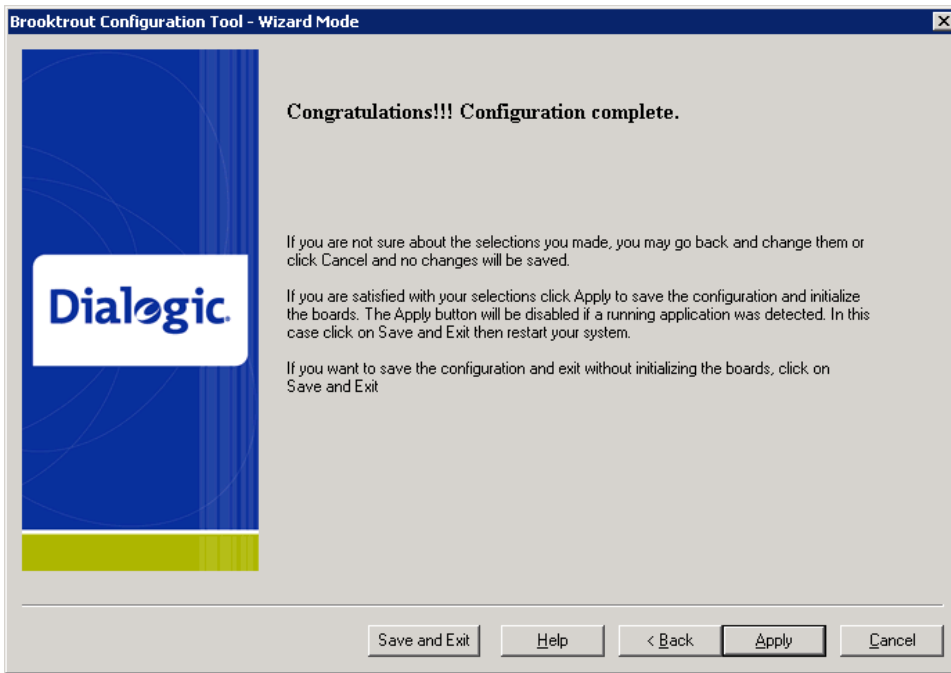 Brooktrout Configuration Tool - Wizard Mode
Congratulations!!! Configuration complete.
If you are not sure about the selections you made, you may go back and change them or
click Cancel and no changes will be saved.
Dialogic.
If you are satisfied with your selections click Apply to save the configuration and initialize
the boards. The Apply button will be disabled if a running application was detected. In this
case click on Save and Exit then restart your system.
If you want to save the configuration and exit without initializing the boards, click on
Save and Exit
Save and Exit
Help
< Back
Apply
Cancel